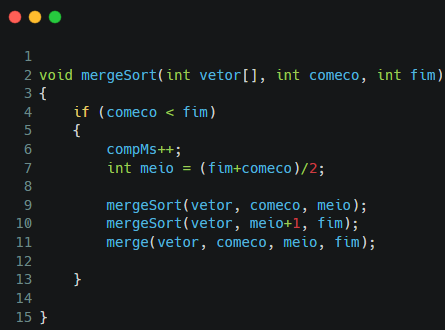 1
2 void mergeSort(int vetor[], int comeco, int fim)
3 {
4     if (comeco < fim)
5     {
6         compMs++;
7         int meio = (fim+comeco)/2;
8
9         mergeSort(vetor, comeco, meio);
10         mergeSort(vetor, meio+1, fim);
11         merge(vetor, comeco, meio, fim);
12
13     }
14
15 }